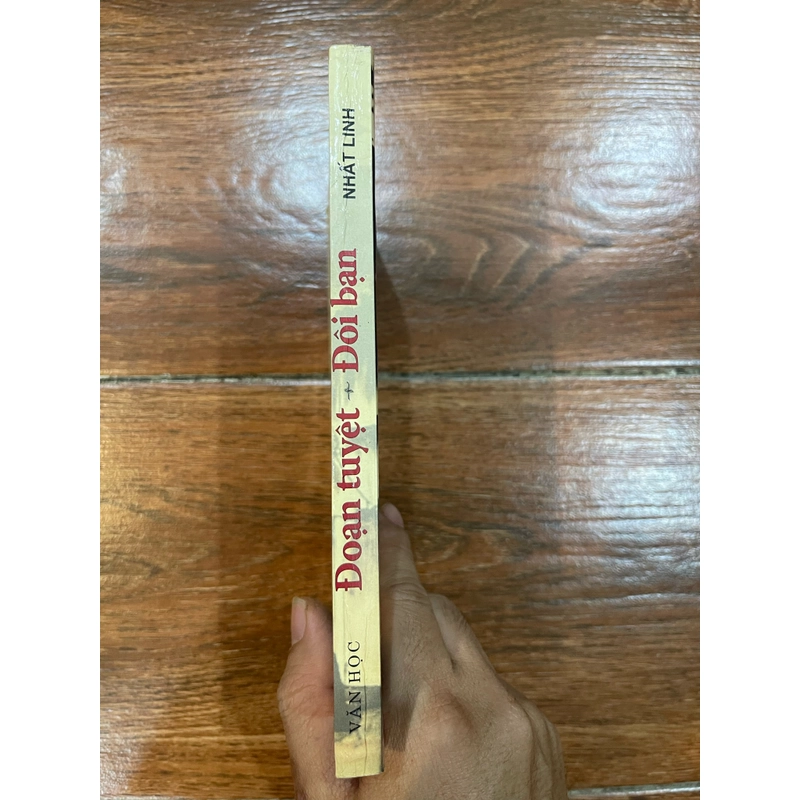 VĂN HỌC
Đoạn tuyệt + Đôi bạn
NHẤT LINH